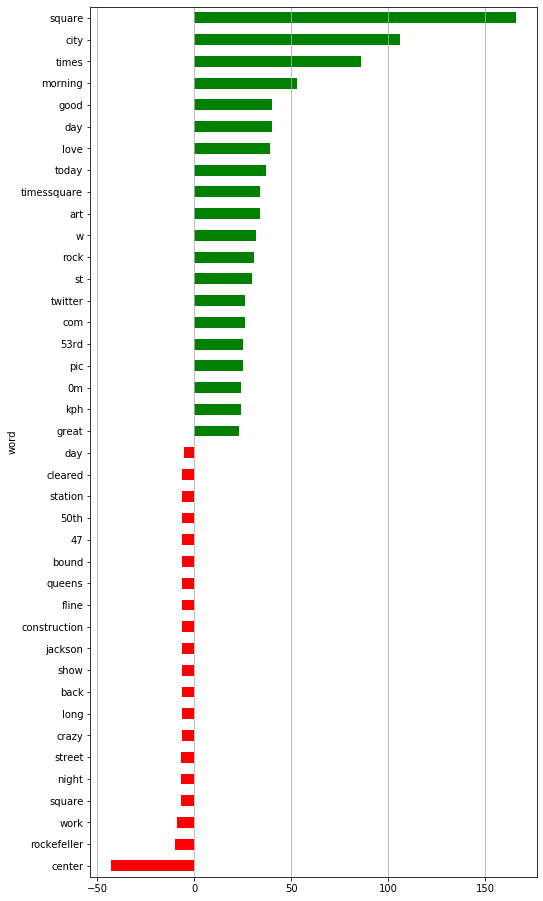 square
city
times
morning
good
day
love
today
timessquare
art
w
rock
st
twitter
com
53rd
pic
0m
kph
great
word
day
cleared
station
50th
47
bound
queens
fline
construction
jackson
show
back
long
crazy
street
night
square
work
rockefeller
center
−50 0 50 100 150